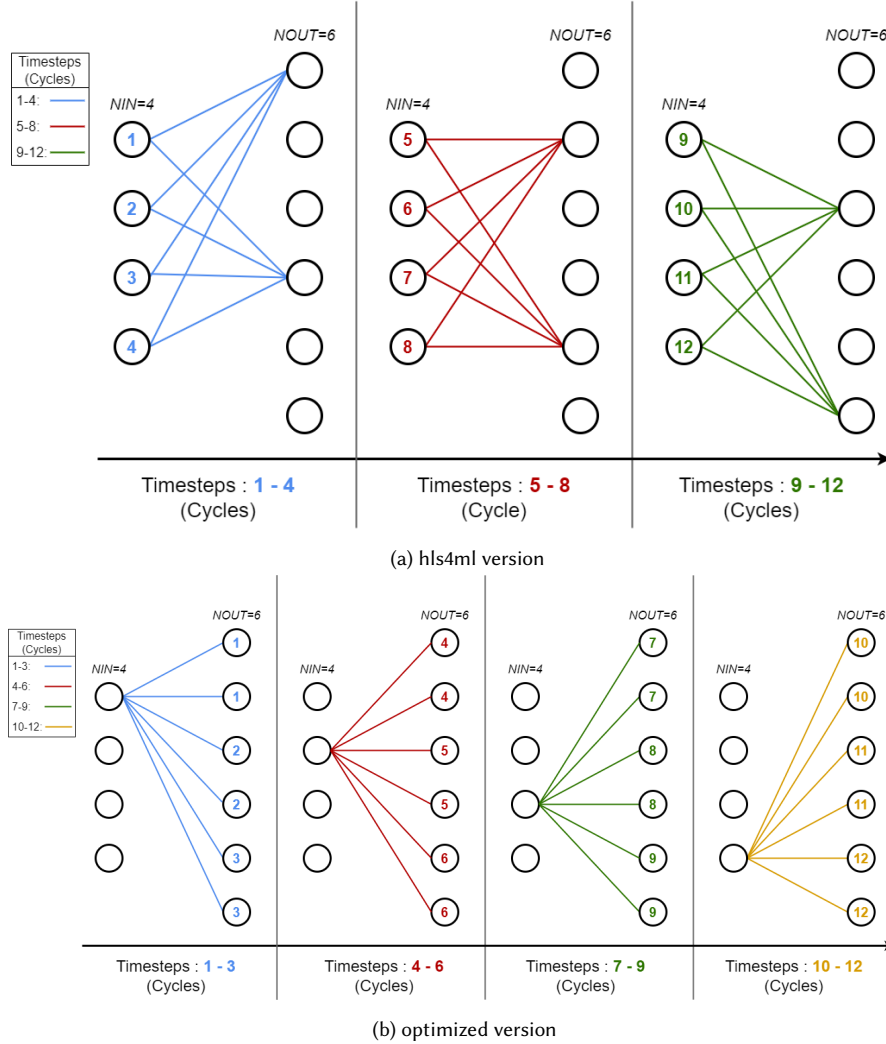 NOUT=6
NOUT=6
NOUT=6
Timesteps
(Cycles)
1-4:
5-8:
9-12:
NIN=4
NIN=4
NIN=4
1
5
9
2
6
10
3
7
11
4
8
12
Timesteps : 1 - 4
(Cycles)
Timesteps : 5 - 8
(Cycle)
Timesteps : 9 - 12
(Cycles)
(a) hls4ml version
NOUT=6
NOUT=6
NOUT=6
NOUT=6
Timesteps
(Cycles)
1-3:
4-6:
7-9:
10-12:
NIN=4
NIN=4
NIN=4
NIN=4
1
4
7
10
1
4
7
10
2
5
8
11
2
5
8
11
3
6
9
12
3
6
9
12
Timesteps : 1 - 3
(Cycles)
Timesteps : 4 - 6
(Cycles)
Timesteps : 7 - 9
(Cycles)
Timesteps : 10 - 12
(Cycles)
(b) optimized version